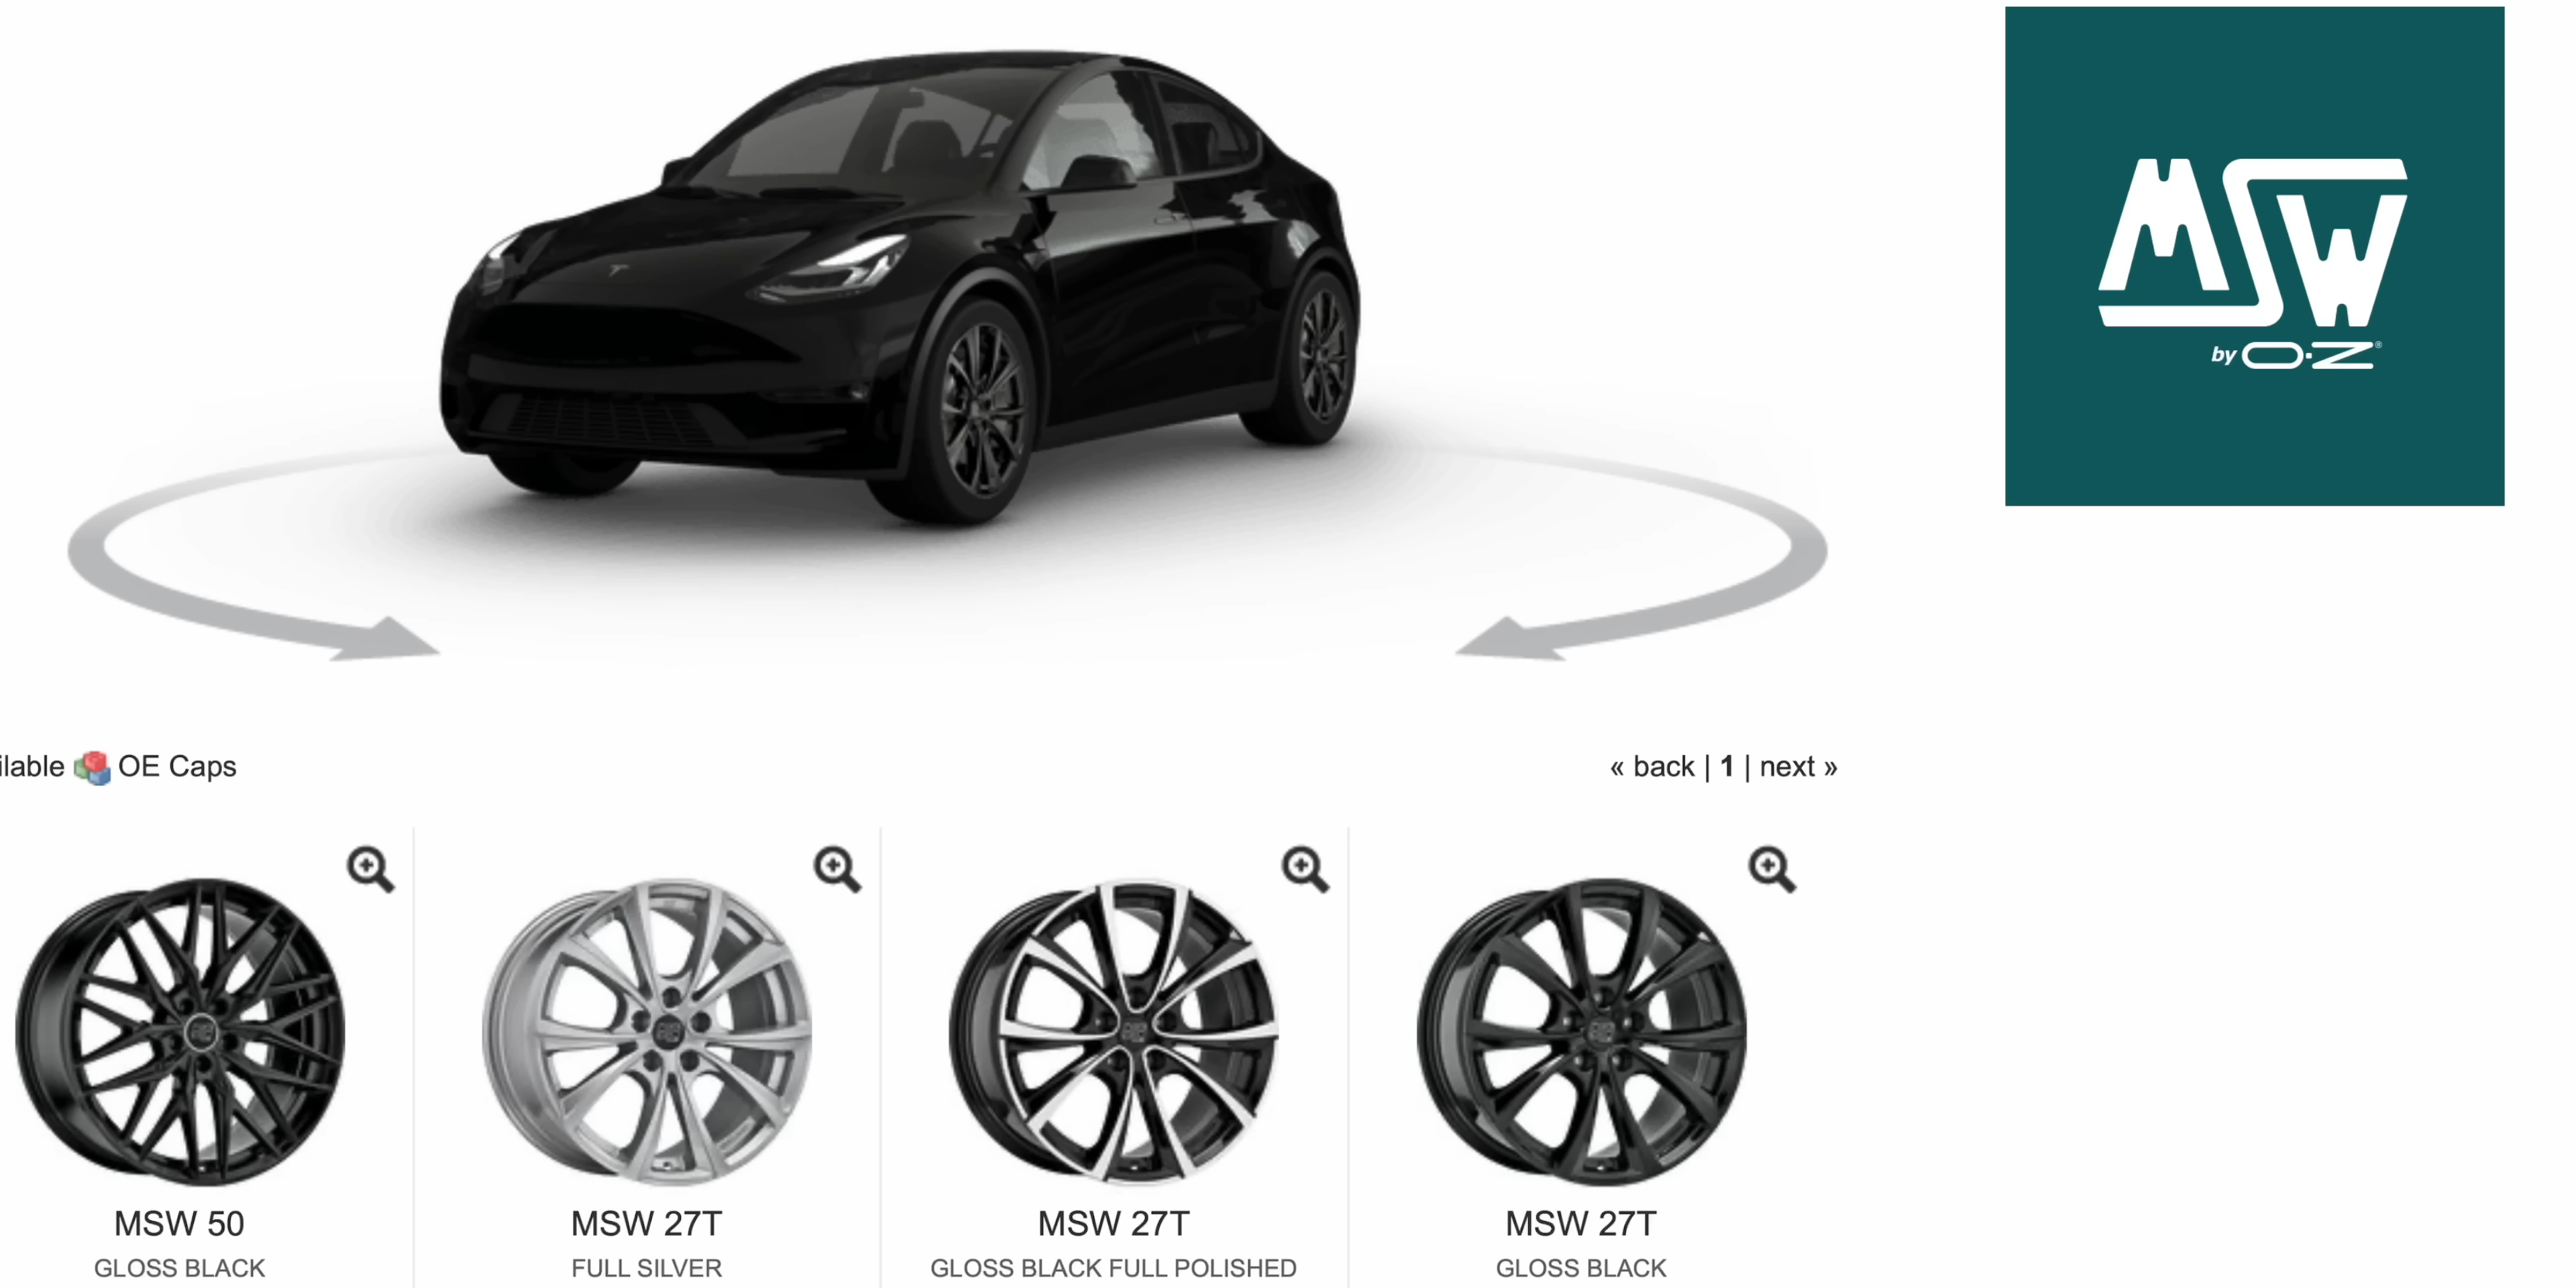 MSW
by O·Z®
ilable OE Caps
« back | 1 | next »
MSW 50
GLOSS BLACK
MSW 27T
FULL SILVER
MSW 27T
GLOSS BLACK FULL POLISHED
MSW 27T
GLOSS BLACK